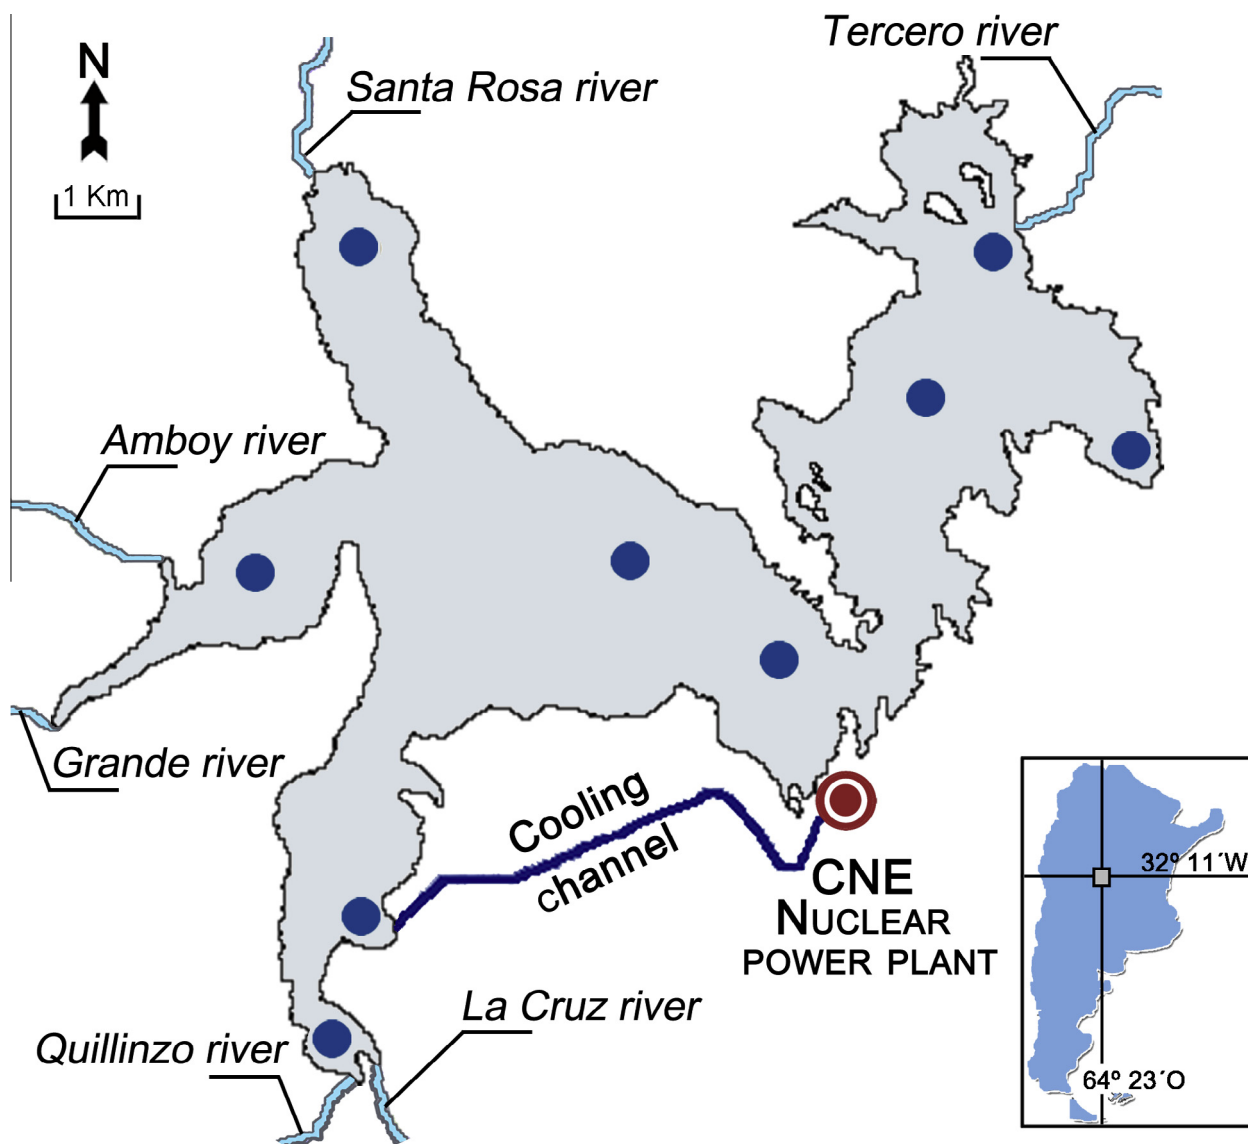 Tercero river
N
Santa Rosa river
1 Km
Amboy river
Grande river
Cooling
channel
CNE
NUCLEAR
POWER PLANT
32º 11´W
64º 23´O
La Cruz river
Quillinzo river